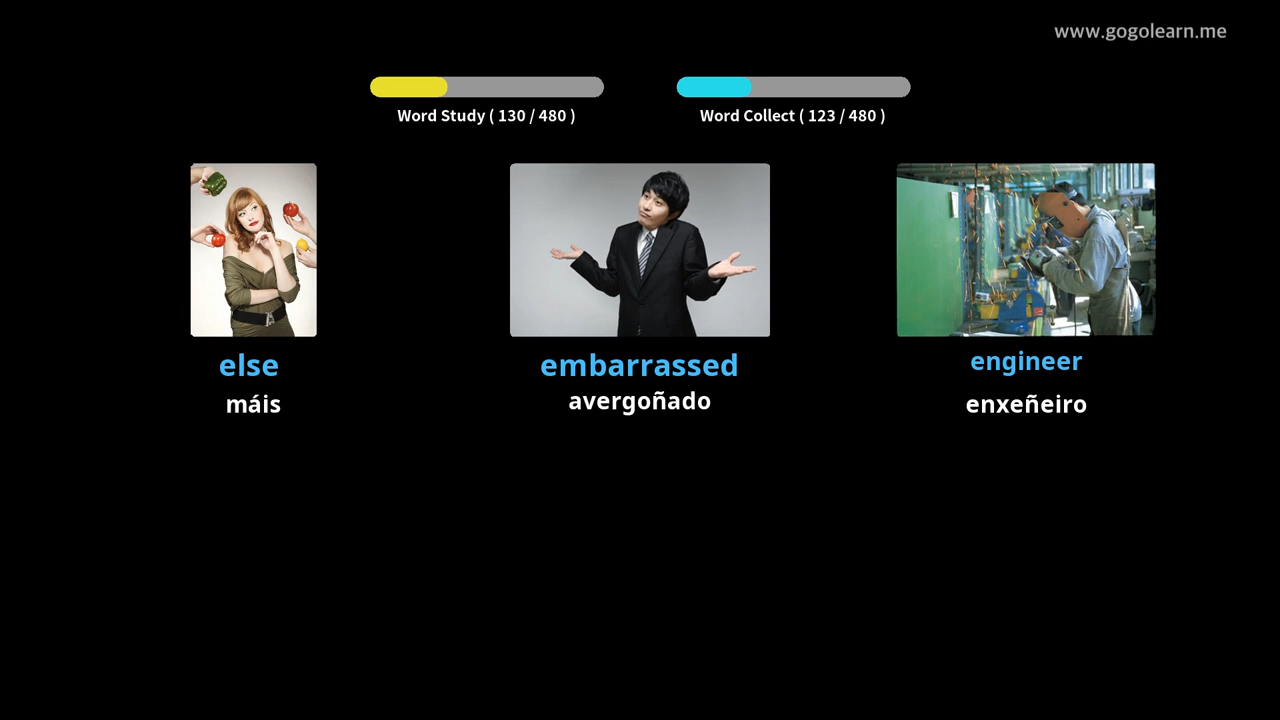 www.gogolearn.me
Word Study ( 130 / 480 )
Word Collect ( 123 / 480 )
else
embarrassed
engineer
máis
avergoñado
enxeñeiro